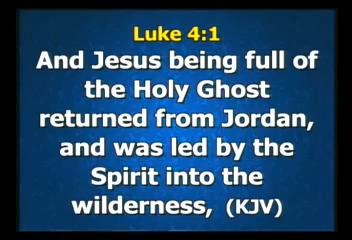 Luke 4:1
And Jesus being full of
the Holy Ghost
returned from Jordan,
and was led by the
Spirit into the
wilderness, (KJV)